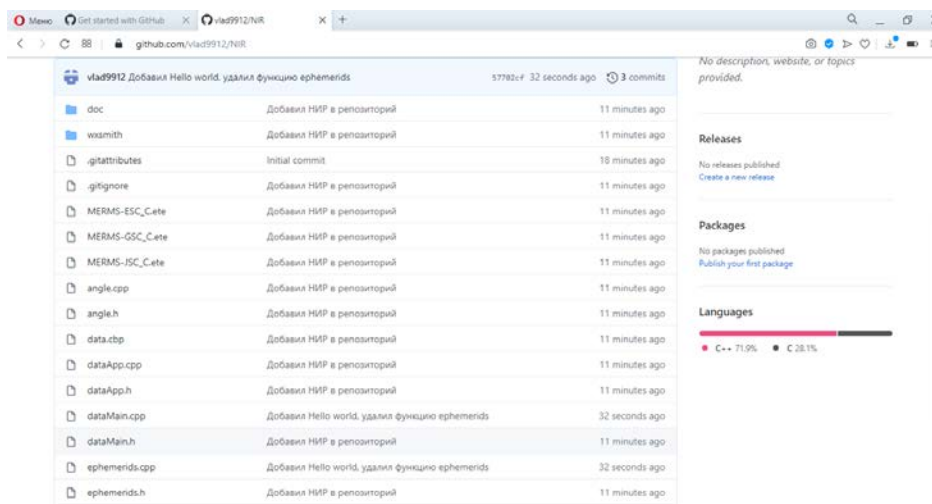 Меню Get started with GitHub vlad9912/NIR
github.com/vlad9912/NIR
vlad9912 Добавил Hello world, удалил функцию ephemerids 57702cf 32 seconds ago 3 commits
doc Добавил НИР в репозиторий 11 minutes ago
wxsmith Добавил НИР в репозиторий 11 minutes ago
.gitattributes Initial commit 18 minutes ago
.gitignore Добавил НИР в репозиторий 11 minutes ago
MERMS-ESC_C.ete Добавил НИР в репозиторий 11 minutes ago
MERMS-GSC_C.ete Добавил НИР в репозиторий 11 minutes ago
MERMS-JSC_C.ete Добавил НИР в репозиторий 11 minutes ago
angle.cpp Добавил НИР в репозиторий 11 minutes ago
angle.h Добавил НИР в репозиторий 11 minutes ago
data.cbp Добавил НИР в репозиторий 11 minutes ago
dataApp.cpp Добавил НИР в репозиторий 11 minutes ago
dataApp.h Добавил НИР в репозиторий 11 minutes ago
dataMain.cpp Добавил Hello world, удалил функцию ephemerids 32 seconds ago
dataMain.h Добавил НИР в репозиторий 11 minutes ago
ephemerids.cpp Добавил Hello world, удалил функцию ephemerids 32 seconds ago
ephemerids.h Добавил НИР в репозиторий 11 minutes ago
No description, website, or topics
provided.
Releases
No releases published
Create a new release
Packages
No packages published
Publish your first package
Languages
C++ 71.9% C 28.1%